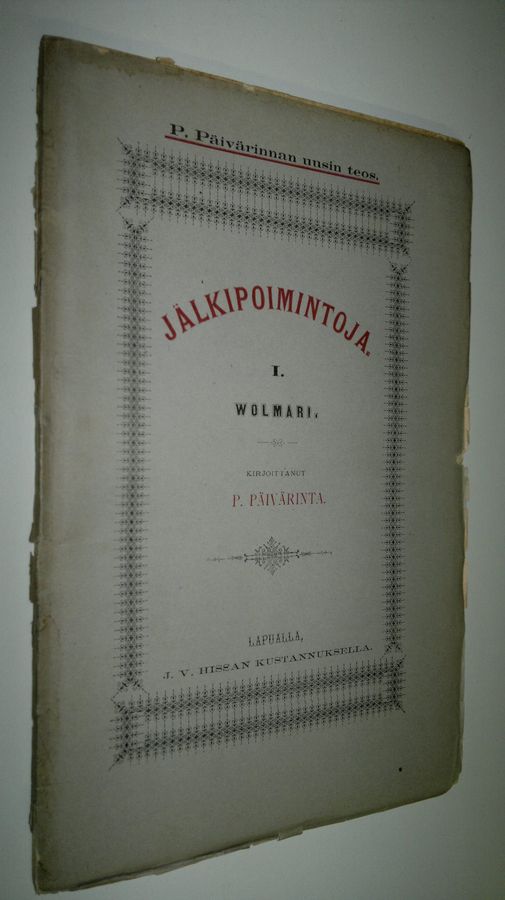 P. Päivärinnan uusin teos.
JÄLKIPOIMINTOJA.
I.
WOLMARI.
KIRJOITTANUT
P. PÄIVÄRINTA.
LAPUALLA,
J. V. HISSAN KUSTANNUKSELLA.